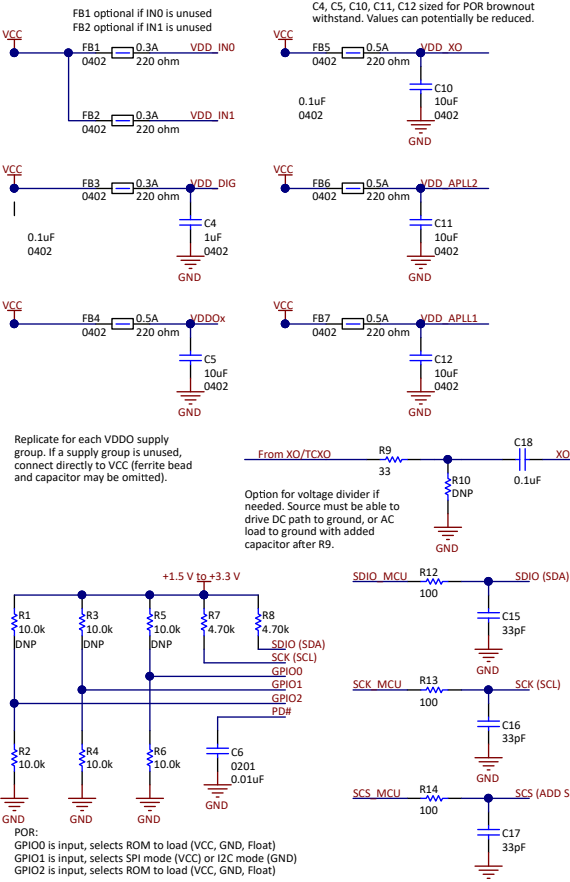 FB1 optional if IN0 is unused
FB2 optional if IN1 is unused
C4, C5, C10, C11, C12 sized for POR brownout
withstand. Values can potentially be reduced.
VCC
FB1 0.3A VDD_IN0
0402 220 ohm
FB2 0.3A VDD_IN1
0402 220 ohm
VCC
FB5 0.5A VDD_XO
0402 220 ohm
0.1uF
0402
C10
10uF
0402
GND
VCC
FB3 0.3A VDD_DIG
0402 220 ohm
0.1uF
0402
C4
1uF
0402
GND
VCC
FB6 0.5A VDD_APLL2
0402 220 ohm
C11
10uF
0402
GND
VCC
FB4 0.5A VDDOx
0402 220 ohm
C5
10uF
0402
GND
VCC
FB7 0.5A VDD_APLL1
0402 220 ohm
C12
10uF
0402
GND
Replicate for each VDDO supply
group. If a supply group is unused,
connect directly to VCC (ferrite bead
and capacitor may be omitted).
From XO/TCXO
R9
33
R10
DNP
GND
C18
0.1uF
XO
Option for voltage divider if
needed. Source must be able to
drive DC path to ground, or AC
load to ground with added
capacitor after R9.
+1.5 V to +3.3 V
R1
10.0k
DNP
R3
10.0k
DNP
R5
10.0k
DNP
R7
4.70k
R8
4.70k
SDIO (SDA)
SCK (SCL)
GPIO0
GPIO1
GPIO2
PD#
R2
10.0k
R4
10.0k
R6
10.0k
C6
0201
0.01uF
GND
GND
GND
GND
SDIO_MCU R12 SDIO (SDA)
100
C15
33pF
GND
SCK_MCU R13 SCK (SCL)
100
C16
33pF
GND
SCS_MCU R14 SCS (ADD S
100
C17
33pF
POR:
GPIO0 is input, selects ROM to load (VCC, GND, Float)
GPIO1 is input, selects SPI mode (VCC) or I2C mode (GND)
GPIO2 is input, selects ROM to load (VCC, GND, Float)